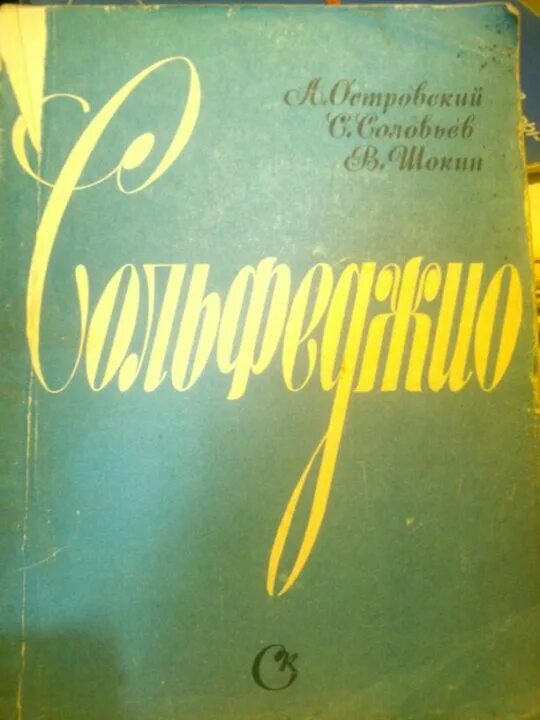 А. Островский
С. Соловьев
В. Шокин
Сольфеджио
Ск